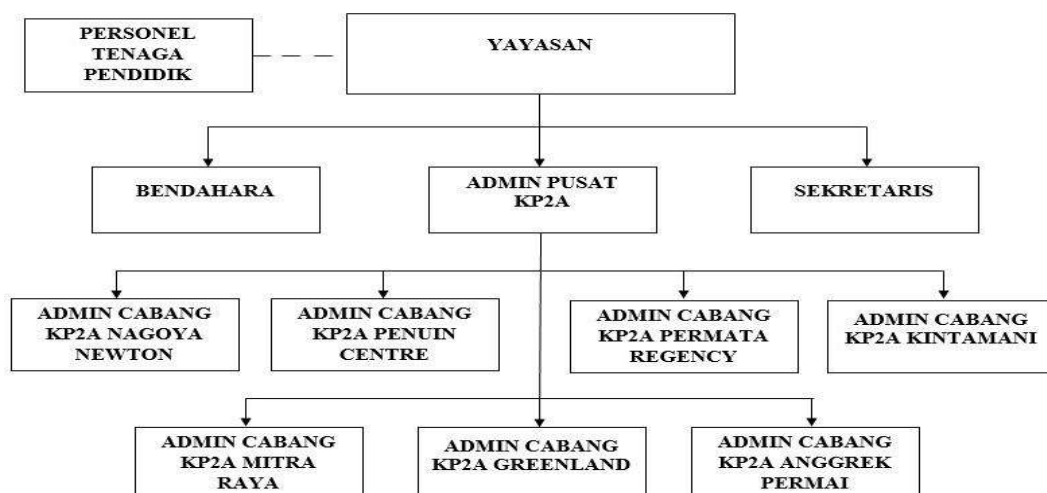 PERSONEL
TENAGA
PENDIDIK
YAYASAN
BENDAHARA
ADMIN PUSAT
KP2A
SEKRETARIS
ADMIN CABANG
KP2A NAGOYA
NEWTON
ADMIN CABANG
KP2A PENUIN
CENTRE
ADMIN CABANG
KP2A PERMATA
REGENCY
ADMIN CABANG
KP2A KINTAMANI
ADMIN CABANG
KP2A MITRA
RAYA
ADMIN CABANG
KP2A GREENLAND
ADMIN CABANG
KP2A ANGGREK
PERMAI